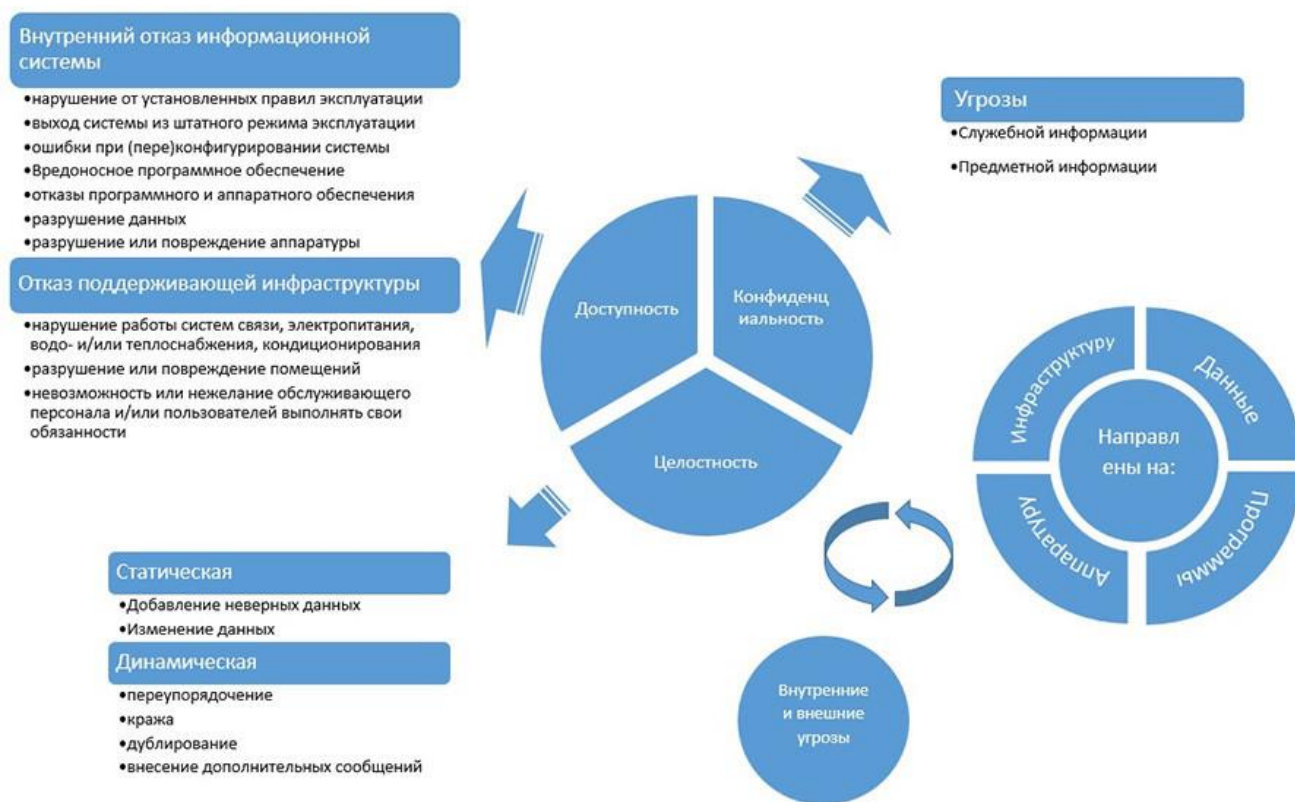 Внутренний отказ информационной
системы
•нарушение от установленных правил эксплуатации
•выход системы из штатного режима эксплуатации
•ошибки при (пере)конфигурировании системы
•Вредоносное программное обеспечение
•отказы программного и аппаратного обеспечения
•разрушение данных
•разрушение или повреждение аппаратуры
Отказ поддерживающей инфраструктуры
•нарушение работы систем связи, электропитания,
водо- и/или теплоснабжения, кондиционирования
•разрушение или повреждение помещений
•невозможность или нежелание обслуживающего
персонала и/или пользователей выполнять свои
обязанности
Угрозы
•Служебной информации
•Предметной информации
Доступность
Конфиденц
иальность
Целостность
Инфраструктуру
Данные
Направл
ены на:
Аппаратуру
Программы
Статическая
•Добавление неверных данных
•Изменение данных
Динамическая
•переупорядочение
•кража
•дублирование
•внесение дополнительных сообщений
Внутренние
и внешние
угрозы